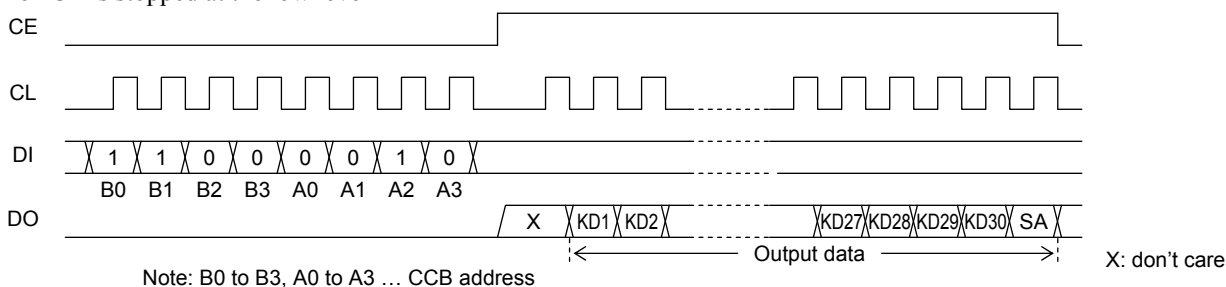 CE
CL
DI 1 1 0 0 0 0 1 0
B0 B1 B2 B3 A0 A1 A2 A3
DO X KD1 KD2 KD27 KD28 KD29 KD30 SA
Output data
X: don't care
Note: B0 to B3, A0 to A3 … CCB address